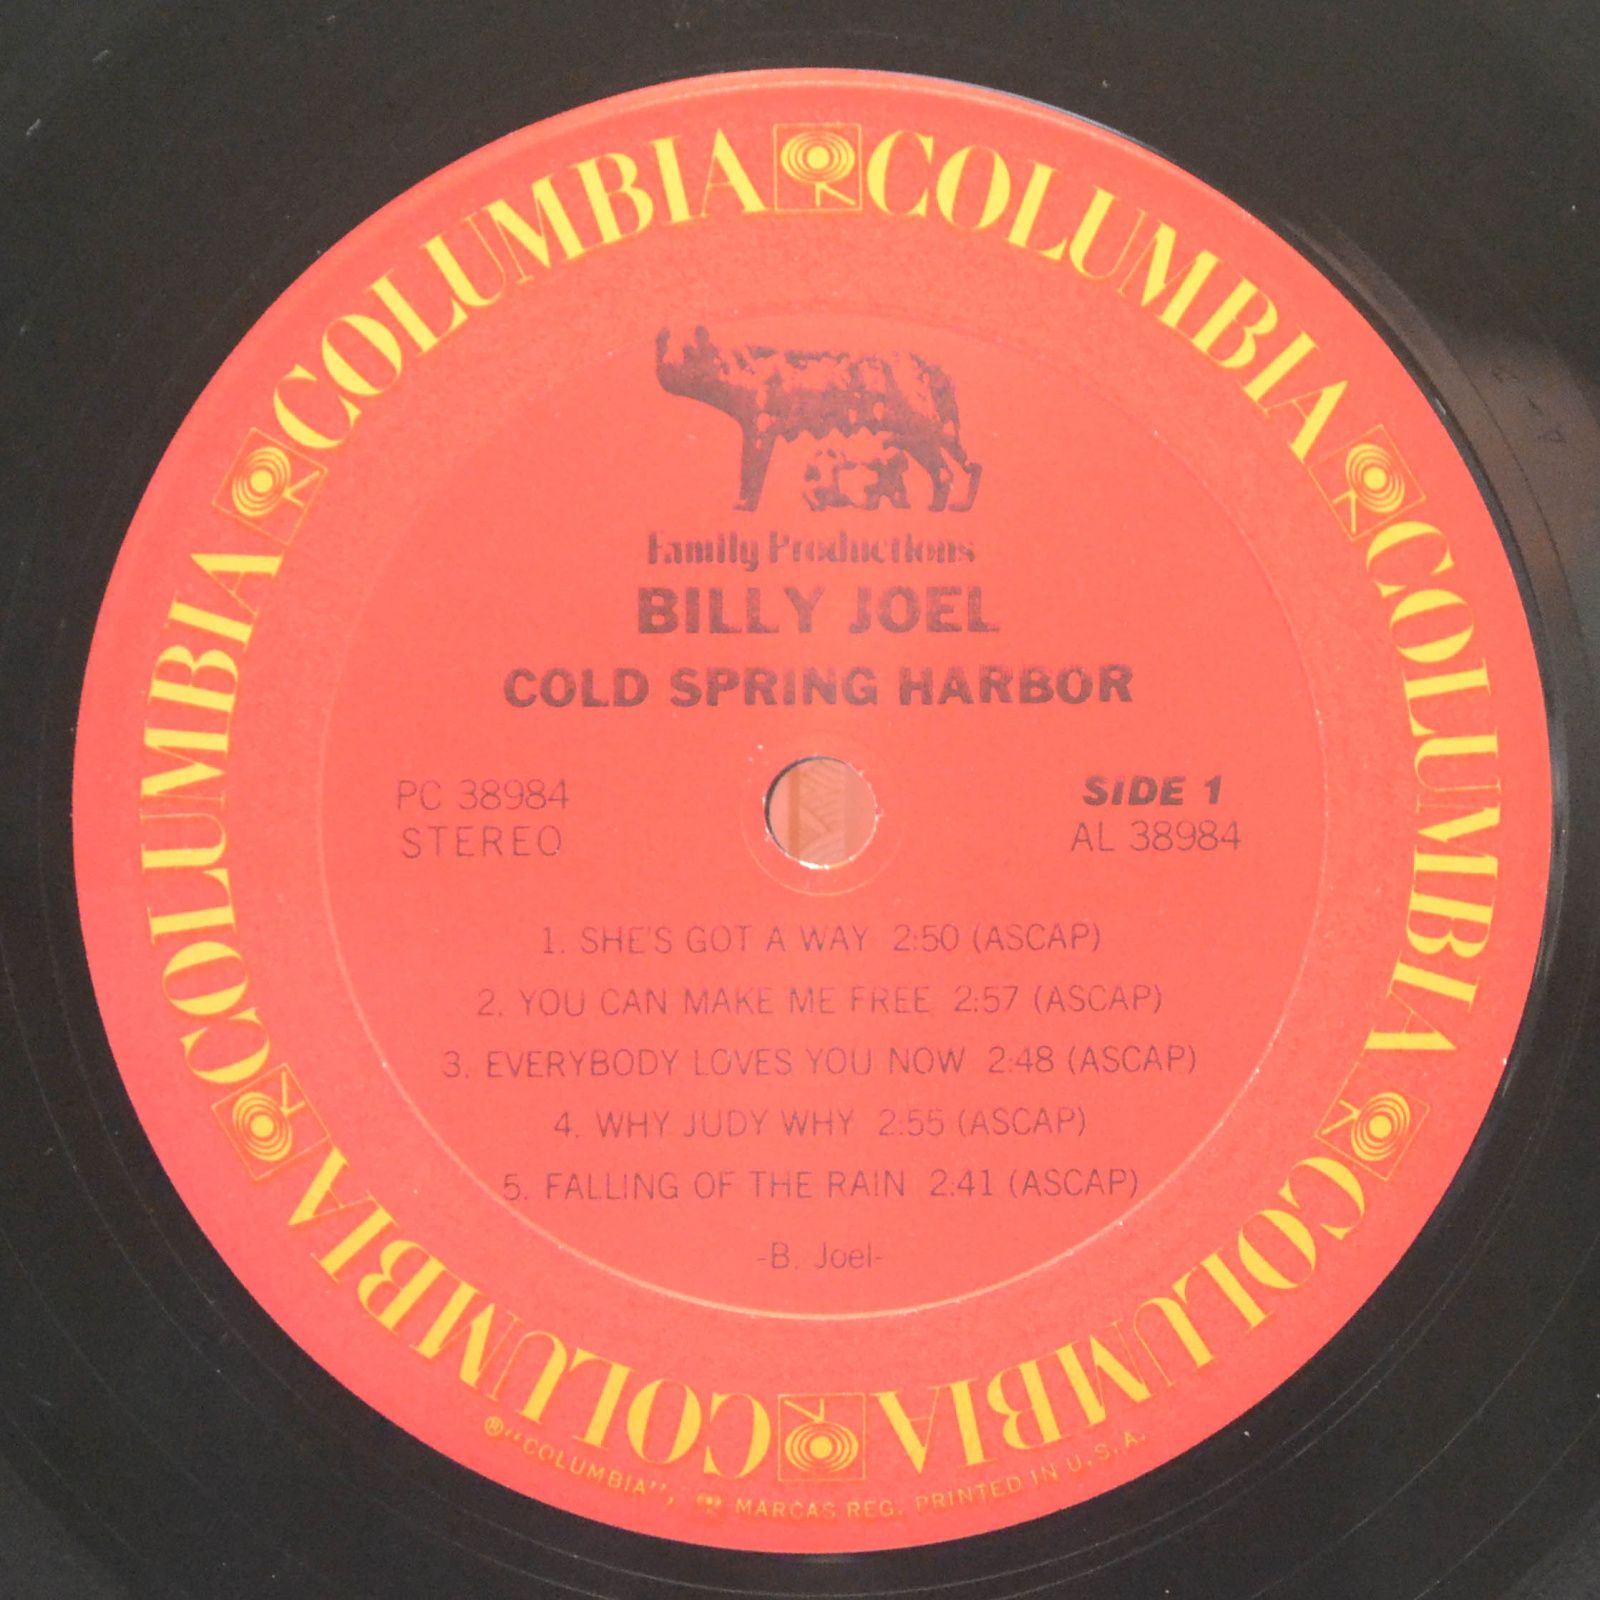 COLUMBIA COLUMBIA COLUMBIA COLUMBIA COLUMBIA COLUMBIA
Family Productions
BILLY JOEL
COLD SPRING HARBOR
PC 38984
STEREO
SIDE 1
AL 38984
1. SHE'S GOT A WAY 2:50 (ASCAP)
2. YOU CAN MAKE ME FREE 2:57 (ASCAP)
3. EVERYBODY LOVES YOU NOW 2:48 (ASCAP)
4. WHY JUDY WHY 2:55 (ASCAP)
5. FALLING OF THE RAIN 2:41 (ASCAP)
-B. Joel-
® "COLUMBIA", MARCAS REG. PRINTED IN U.S.A.